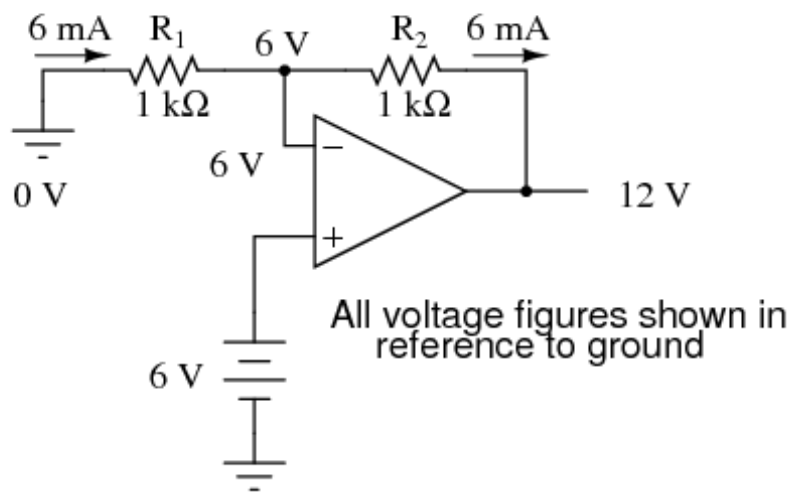 6 mA R₁ 6 V R₂ 6 mA
1 kΩ 1 kΩ
6 V −
0 V 12 V
+
All voltage figures shown in
reference to ground
6 V